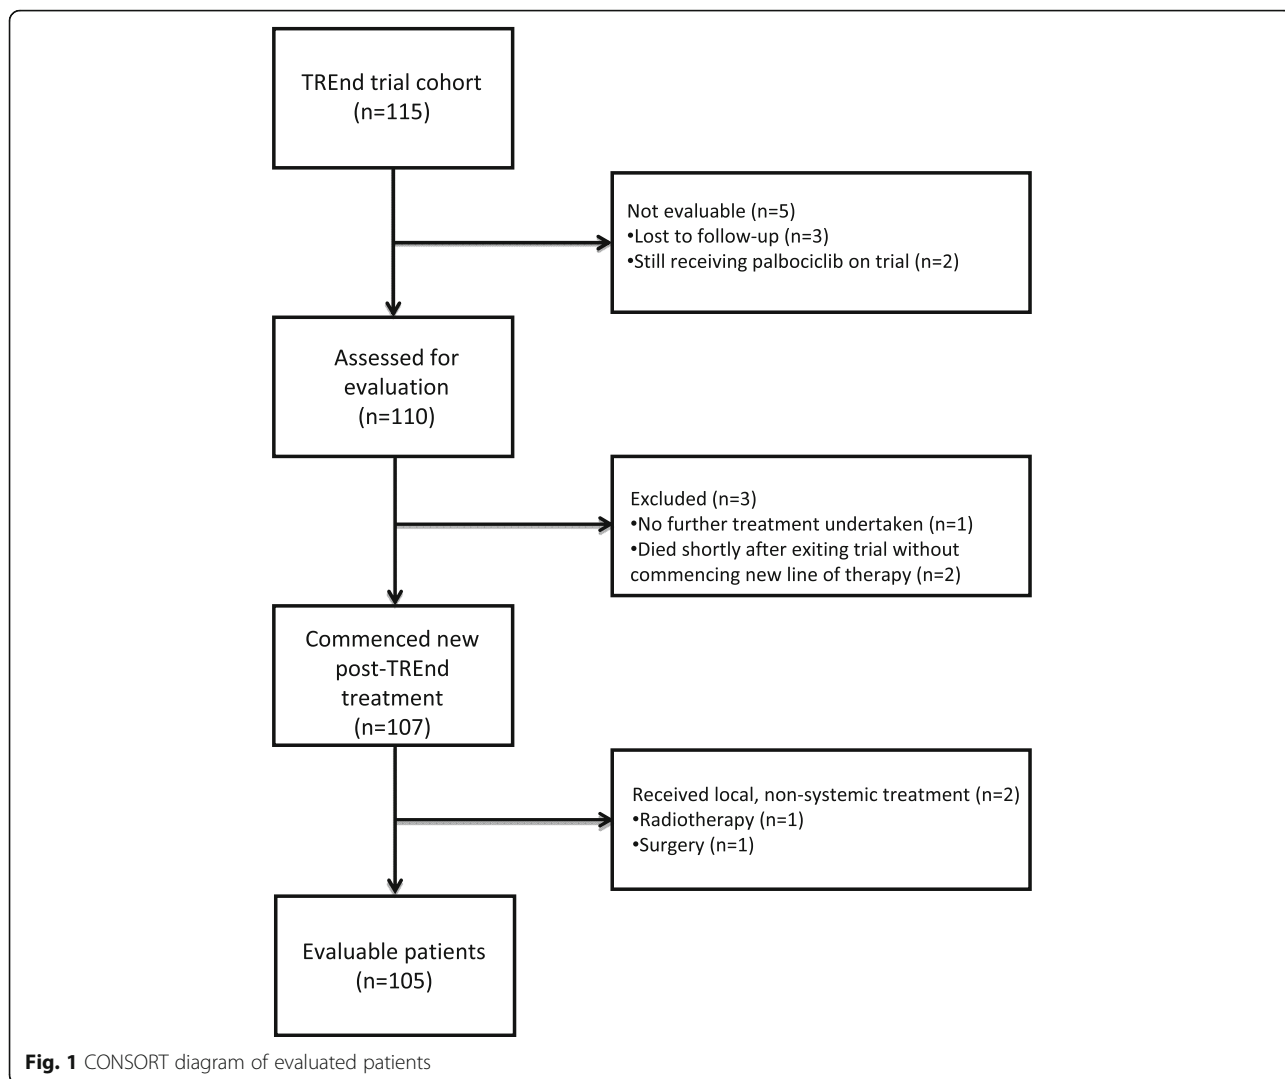 TREnd trial cohort
(n=115)
Not evaluable (n=5)
•Lost to follow-up (n=3)
•Still receiving palbociclib on trial (n=2)
Assessed for
evaluation
(n=110)
Excluded (n=3)
•No further treatment undertaken (n=1)
•Died shortly after exiting trial without
commencing new line of therapy (n=2)
Commenced new
post-TREnd
treatment
(n=107)
Received local, non-systemic treatment (n=2)
•Radiotherapy (n=1)
•Surgery (n=1)
Evaluable patients
(n=105)
Fig. 1 CONSORT diagram of evaluated patients